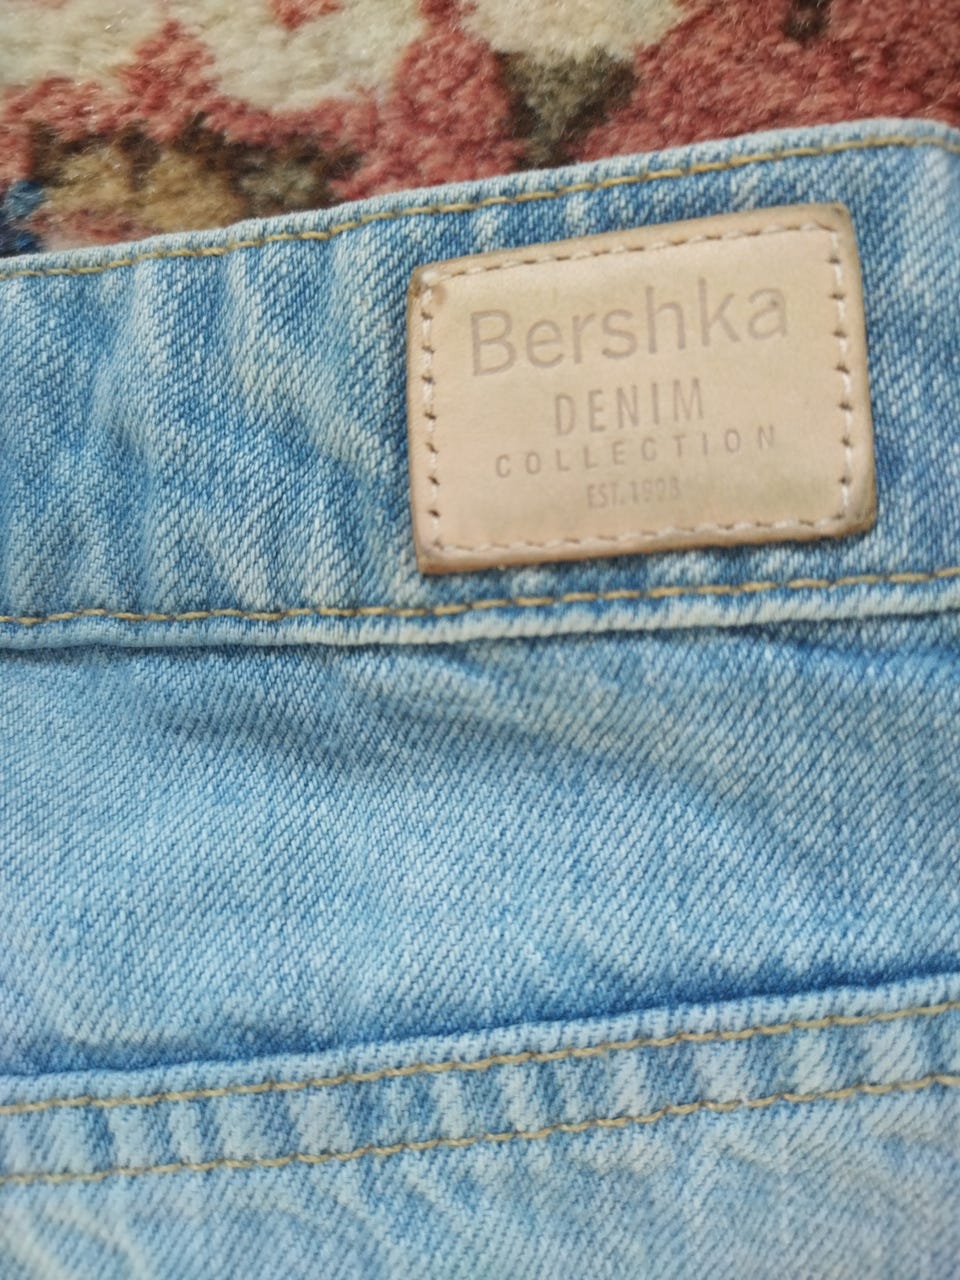 Bershka
DENIM
COLLECTION
EST. 1998